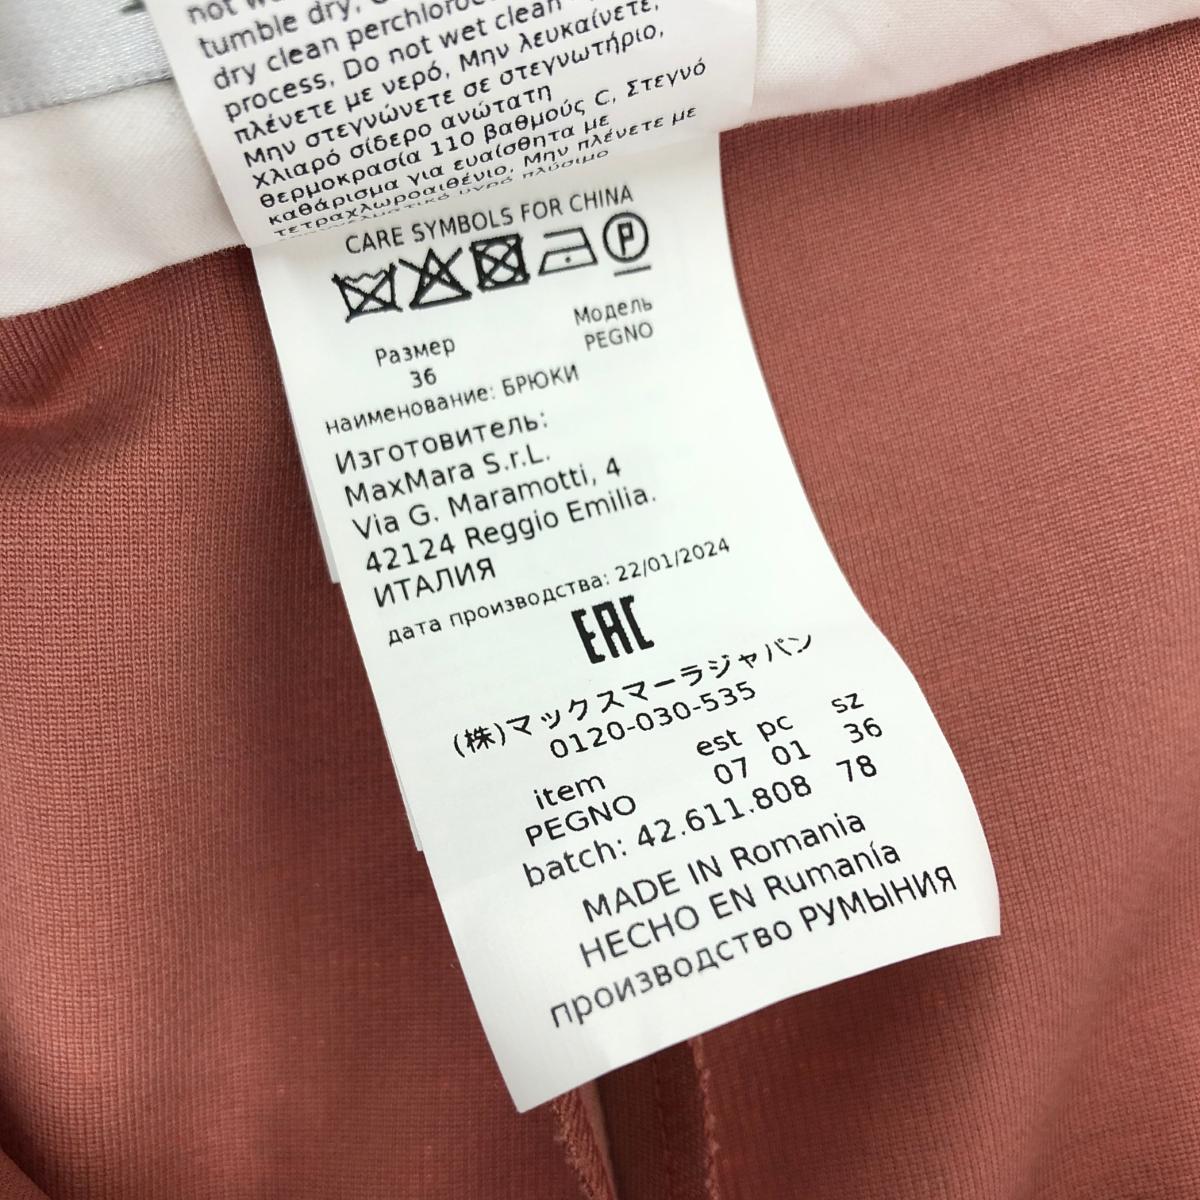 tumble dry,
dry clean
process. Do not wet clean
πλένετε με νερό, Μην λευκαίνετε,
Μην στεγνώνετε σε στεγνωτήριο,
Χλιαρό σίδερο ανώτατη
θερμοκρασία 110 βαθμούς C, Στεγνό
καθάρισμα για ευαίσθητα με
τετραχλωροαιθένιο, Μην πλένετε με
CARE SYMBOLS FOR CHINA
P
Размер Модель
36 PEGNO
наименование: БРЮКИ
Изготовитель:
MaxMara S.r.L.
Via G. Maramotti, 4
42124 Reggio Emilia.
ИТАЛИЯ
дата производства: 22/01/2024
EAC
(株)マックスマーラジャパン
0120-030-535
item est pc sz
PEGNO 07 01 36
batch: 42.611.808 78
MADE IN Romania
HECHO EN Rumanía
производство РУМЫНИЯ